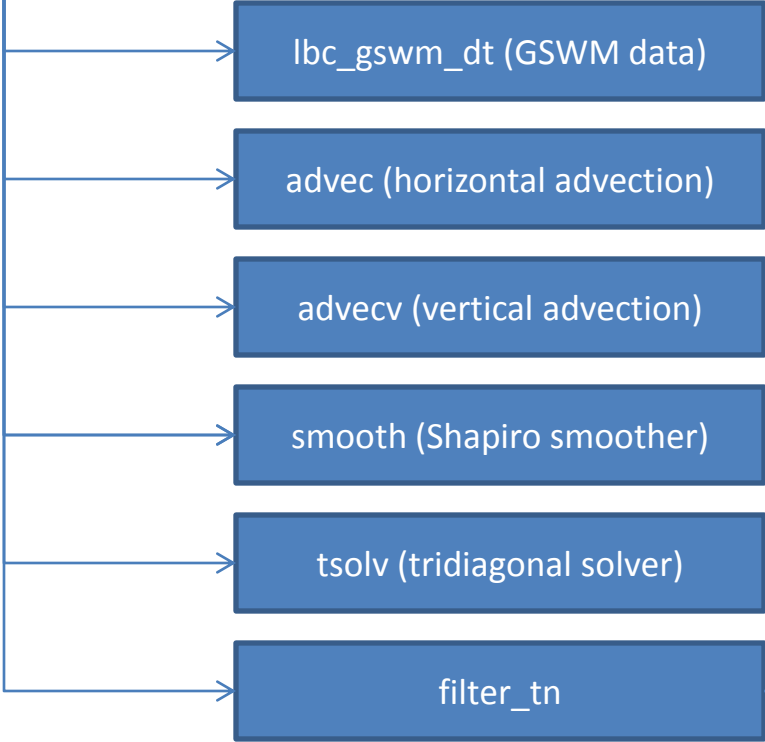 lbc_gswm_dt (GSWM data)
advec (horizontal advection)
advecv (vertical advection)
smooth (Shapiro smoother)
tsolv (tridiagonal solver)
filter_tn